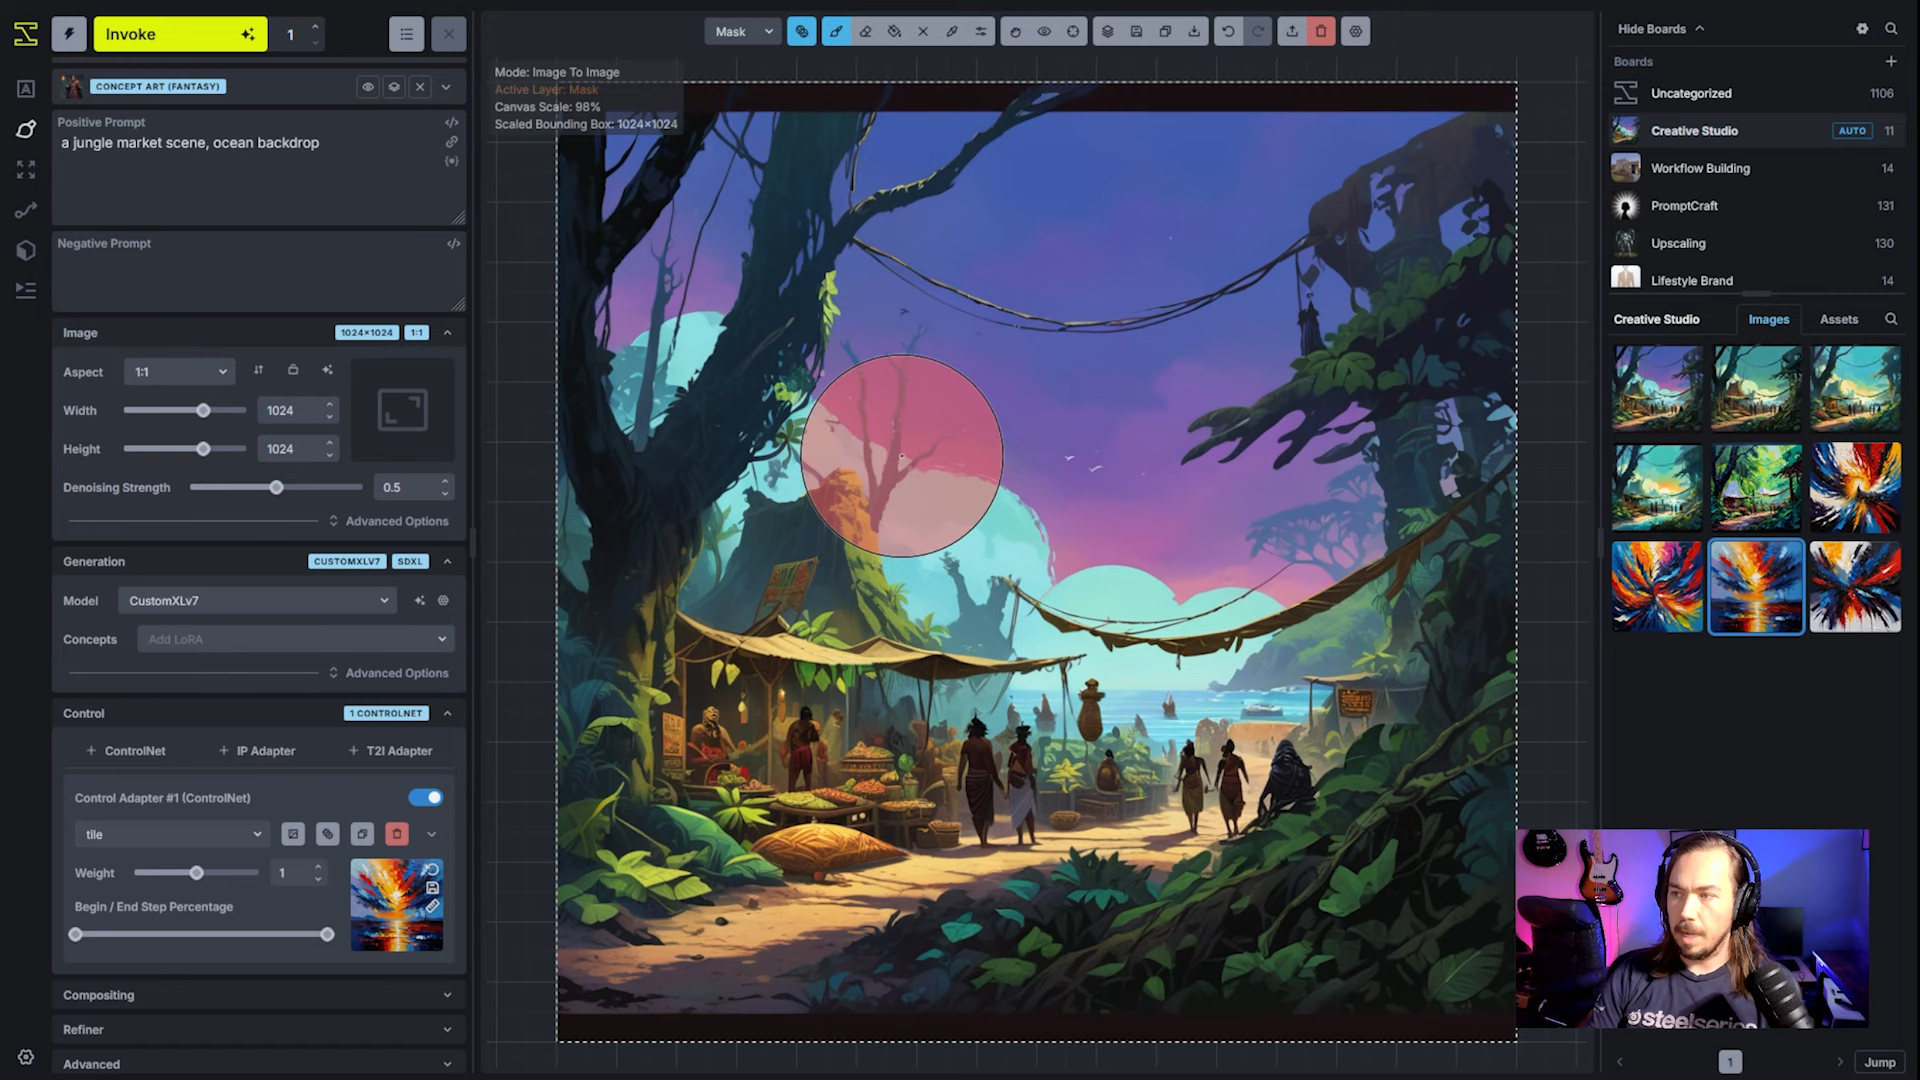 Invoke
1
CONCEPT ART (FANTASY)
Positive Prompt
a jungle market scene, ocean backdrop
Negative Prompt
Image
1024×1024
1:1
Aspect
1:1
Width
1024
Height
1024
Denoising Strength
0.5
Advanced Options
Generation
CUSTOMXLV7
SDXL
Model
CustomXLv7
Concepts
Add LoRA
Advanced Options
Control
1 CONTROLNET
+ ControlNet
+ IP Adapter
+ T2I Adapter
Control Adapter #1 (ControlNet)
tile
Weight
1
Begin / End Step Percentage
Compositing
Refiner
Advanced
Mask
Mode: Image To Image
Active Layer: Mask
Canvas Scale: 98%
Scaled Bounding Box: 1024×1024
Hide Boards
Boards
Uncategorized
1106
Creative Studio
AUTO
11
Workflow Building
14
PromptCraft
131
Upscaling
130
Lifestyle Brand
14
Creative Studio
Images
Assets
steelseries
1
Jump